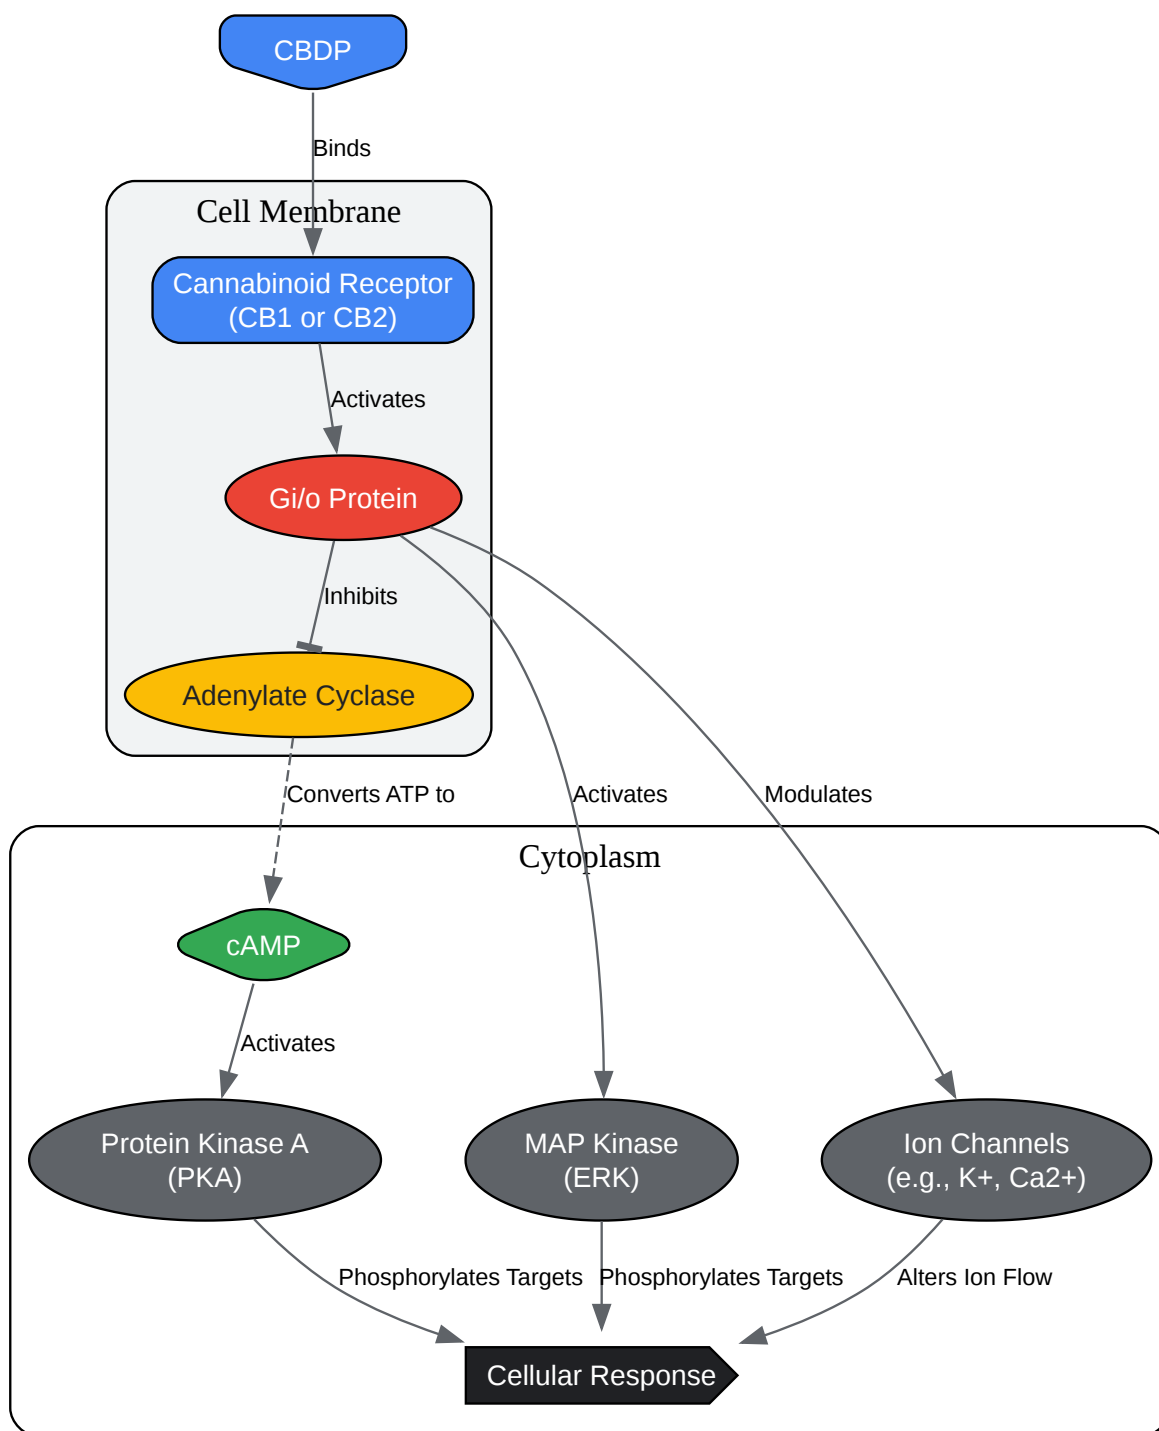 CBDP
Binds
Cell Membrane
Cannabinoid Receptor
(CB1 or CB2)
Activates
Gi/o Protein
Inhibits
Adenylate Cyclase
Converts ATP to
Activates
Modulates
Cytoplasm
cAMP
Activates
Protein Kinase A
(PKA)
MAP Kinase
(ERK)
Ion Channels
(e.g., K+, Ca2+)
Phosphorylates Targets
Phosphorylates Targets
Alters Ion Flow
Cellular Response